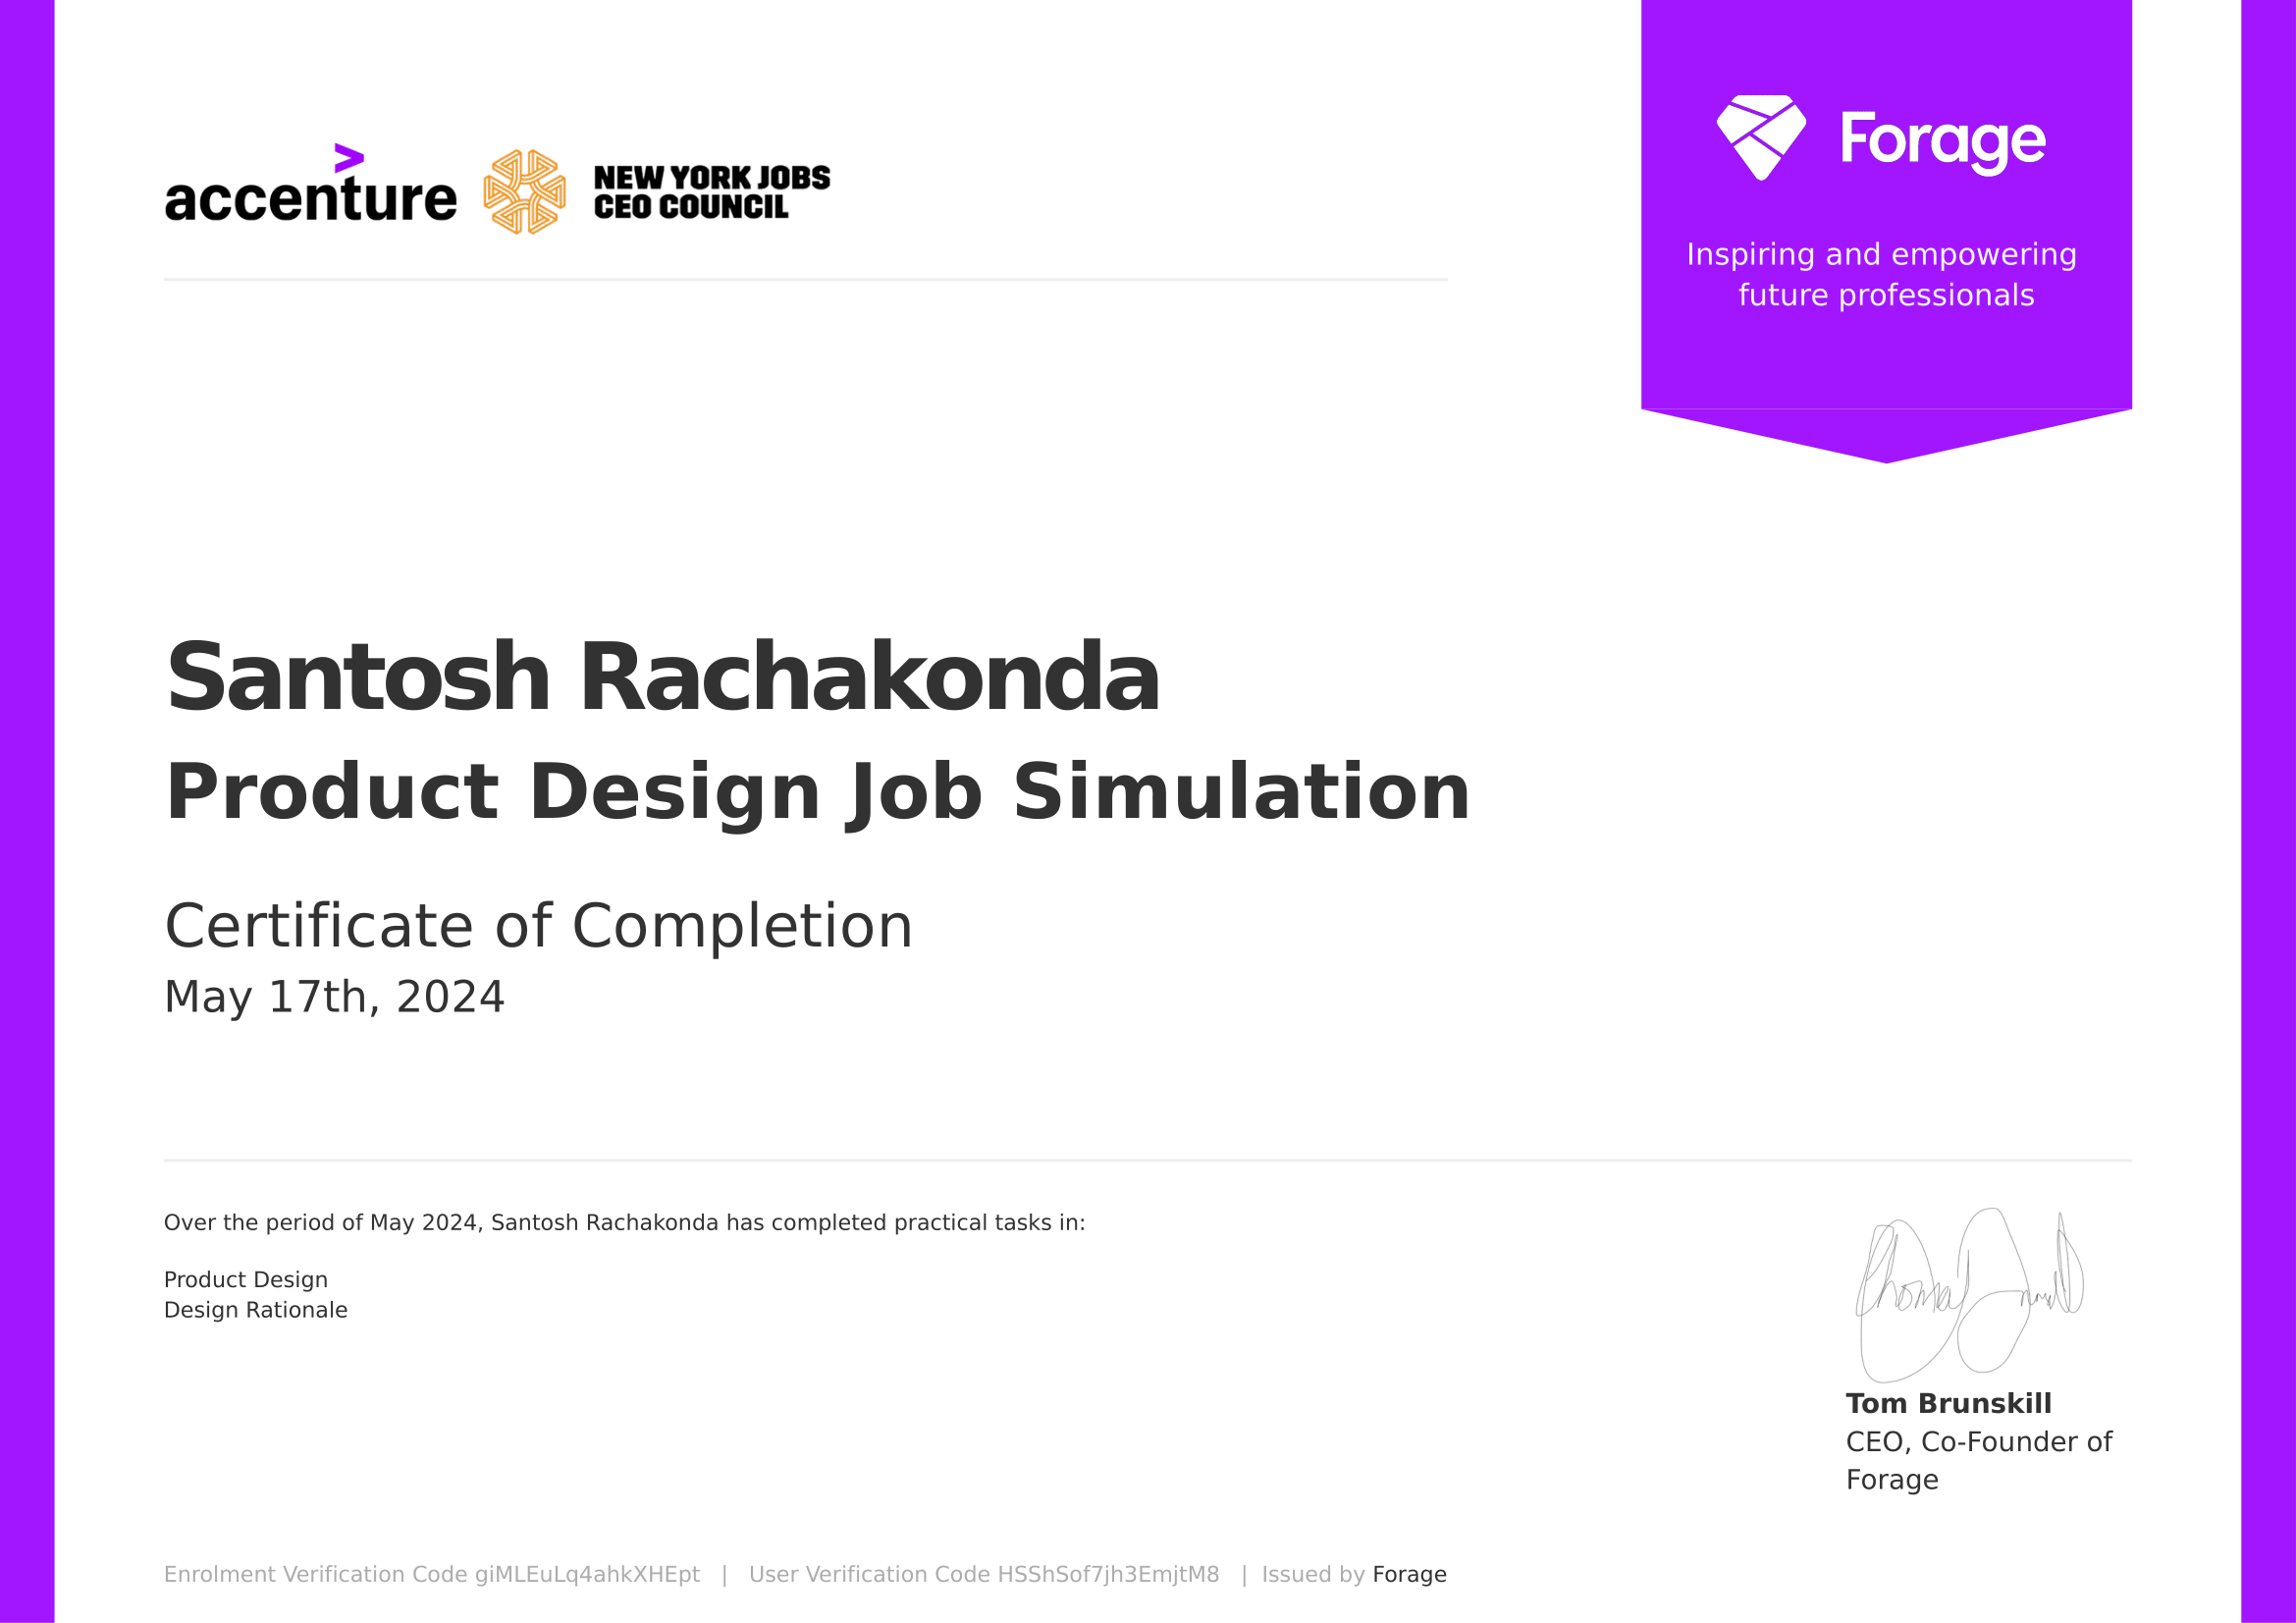 accenture
NEW YORK JOBS
CEO COUNCIL
Forage
Inspiring and empowering
future professionals
Santosh Rachakonda
Product Design Job Simulation
Certificate of Completion
May 17th, 2024
Over the period of May 2024, Santosh Rachakonda has completed practical tasks in:
Product Design
Design Rationale
Tom Brunskill
CEO, Co-Founder of
Forage
Enrolment Verification Code giMLEuLq4ahkXHEpt | User Verification Code HSShSof7jh3EmjtM8 | Issued by Forage